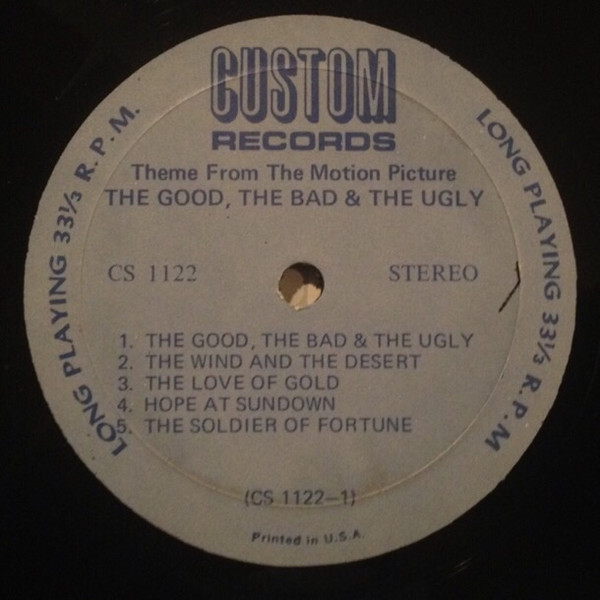 CUSTOM
RECORDS
Theme From The Motion Picture
THE GOOD, THE BAD & THE UGLY
LONG PLAYING 33⅓ R.P.M.
LONG PLAYING 33⅓ R.P.M
CS 1122 STEREO
1. THE GOOD, THE BAD & THE UGLY
2. THE WIND AND THE DESERT
3. THE LOVE OF GOLD
4. HOPE AT SUNDOWN
5. THE SOLDIER OF FORTUNE
(CS 1122–1)
Printed in U.S.A.